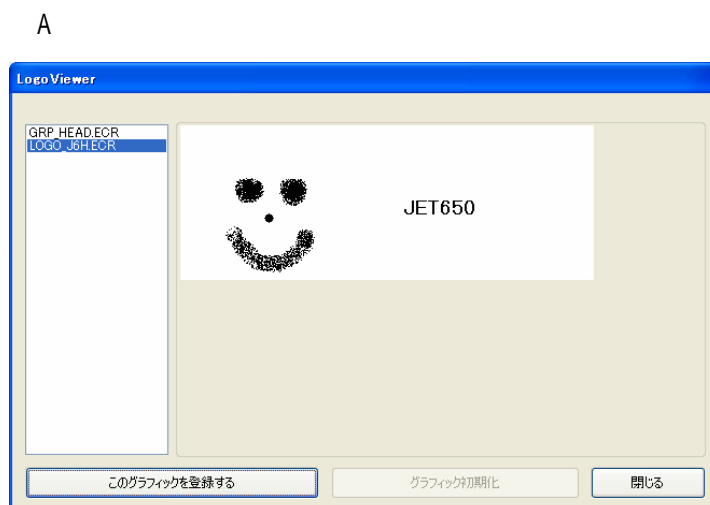 A
LogoViewer
GRP_HEAD.ECR
LOGO_J6H.ECR
JET650
このグラフィックを登録する
グラフィック初期化
閉じる